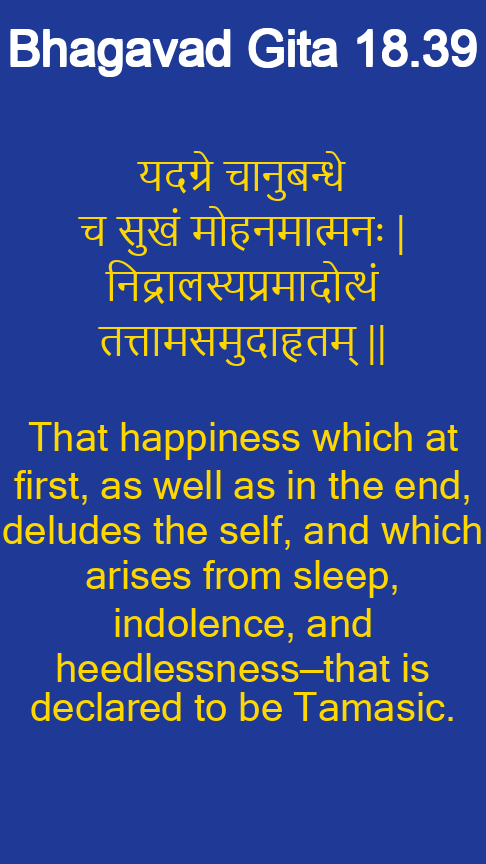 Bhagavad Gita 18.39
यदग्रे चानुबन्धे
च सुखं मोहनमात्मनः |
निद्रालस्यप्रमादोत्थं
तत्तामसमुदाहृतम् ||
That happiness which at
first, as well as in the end,
deludes the self, and which
arises from sleep,
indolence, and
heedlessness—that is
declared to be Tamasic.